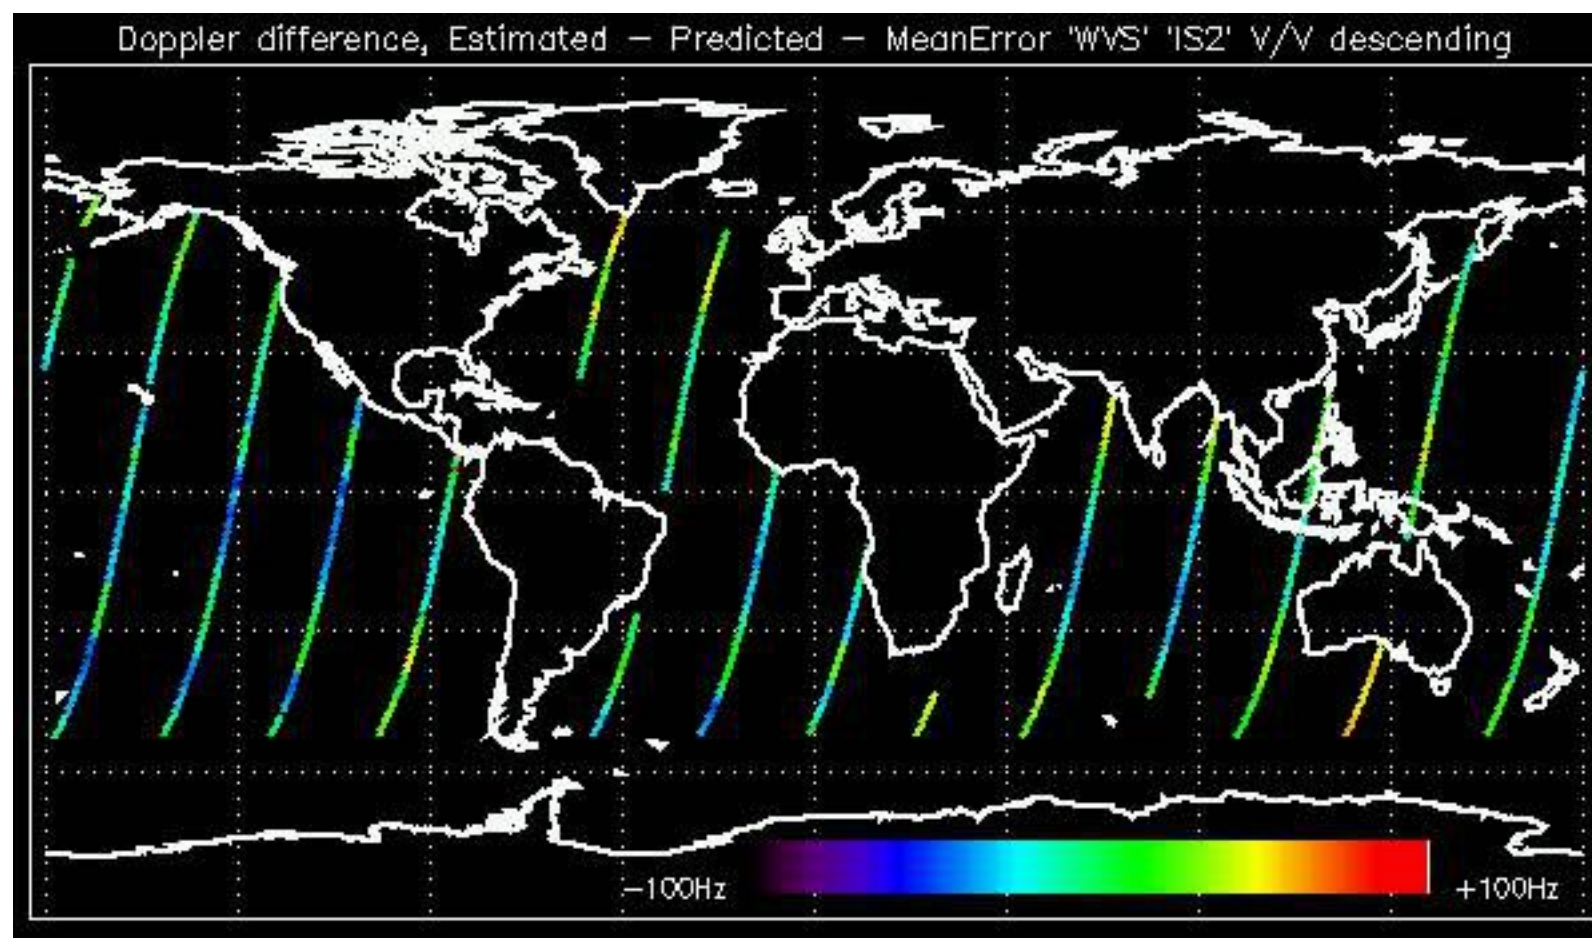 Doppler difference, Estimated – Predicted – MeanError 'WVS' 'IS2' V/V descending
–100Hz +100Hz